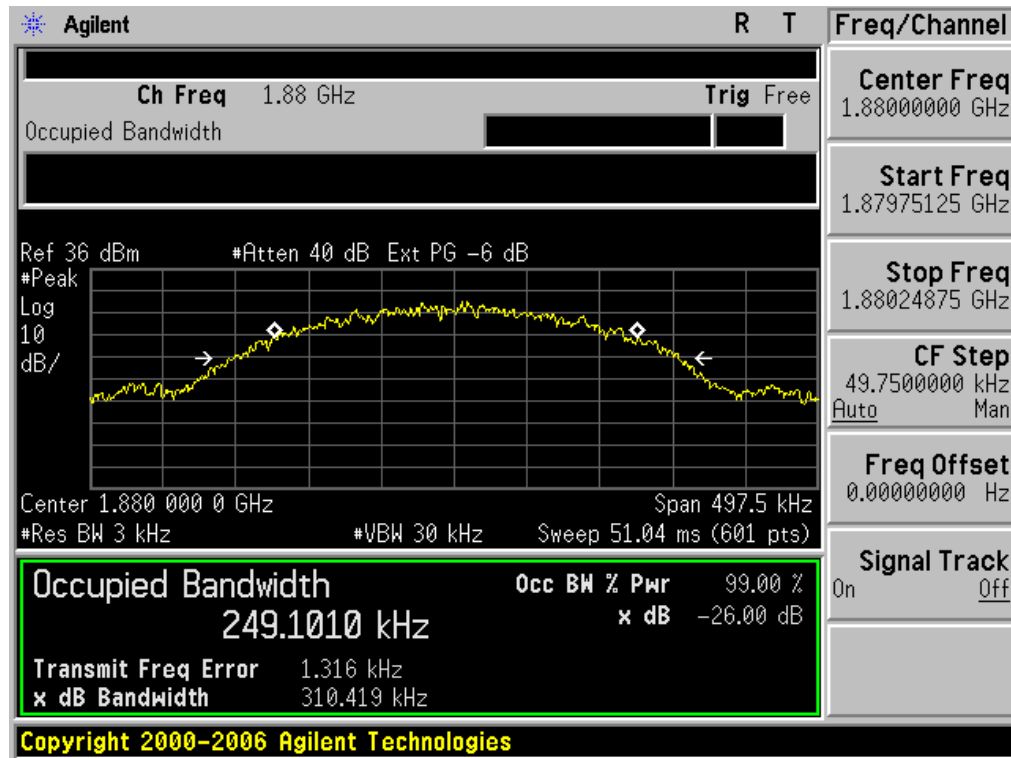 Agilent R T
Ch Freq 1.88 GHz Trig Free
Occupied Bandwidth
Ref 36 dBm #Atten 40 dB Ext PG -6 dB
#Peak
Log
10
dB/
Center 1.880 000 0 GHz Span 497.5 kHz
#Res BW 3 kHz #VBW 30 kHz Sweep 51.04 ms (601 pts)
Occupied Bandwidth
249.1010 kHz
Occ BW % Pwr 99.00 %
x dB -26.00 dB
Transmit Freq Error 1.316 kHz
x dB Bandwidth 310.419 kHz
Copyright 2000-2006 Agilent Technologies
Freq/Channel
Center Freq
1.88000000 GHz
Start Freq
1.87975125 GHz
Stop Freq
1.88024875 GHz
CF Step
49.7500000 kHz
Auto Man
Freq Offset
0.00000000 Hz
Signal Track
On Off